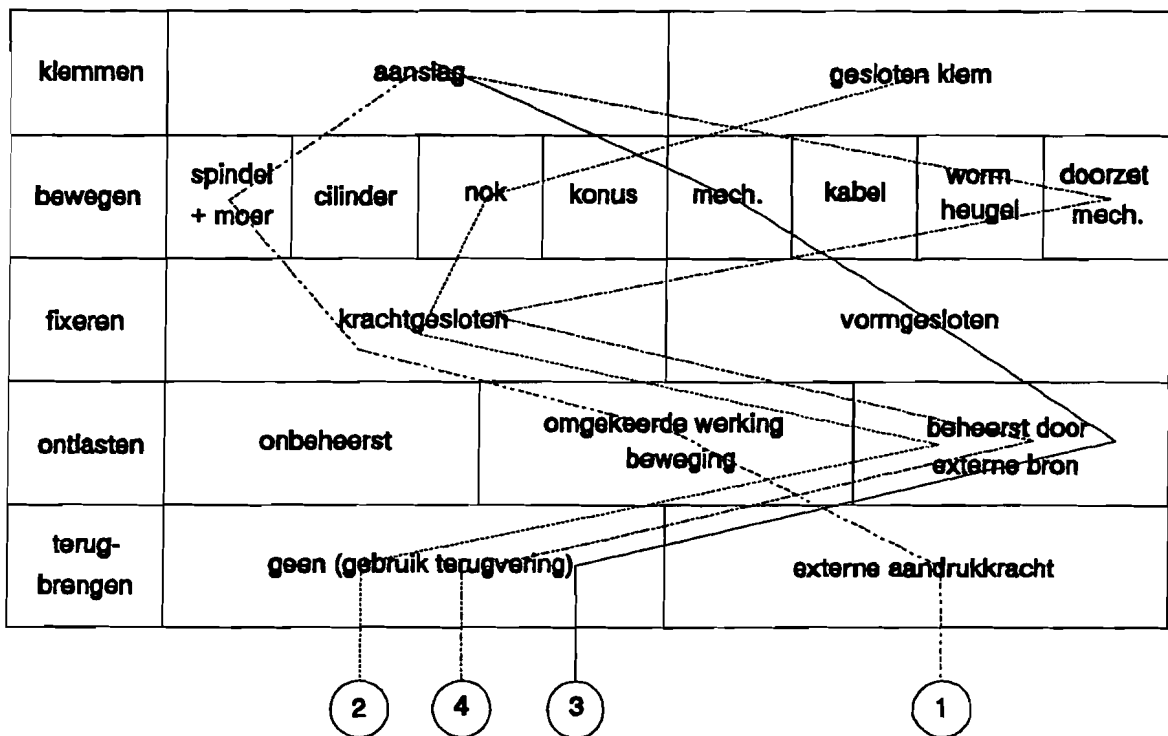 klemmen
aanslag
gesloten klem
bewegen
spindel
+ moer
cilinder
nok
konus
mech.
kabel
worm
heugel
doorzet
mech.
fixeren
krachtgesloten
vormgesloten
ontlasten
onbeheerst
omgekeerde werking
beweging
beheerst door
externe bron
terug-
brengen
geen (gebruik terugvering)
externe aandrukkracht
2
4
3
1